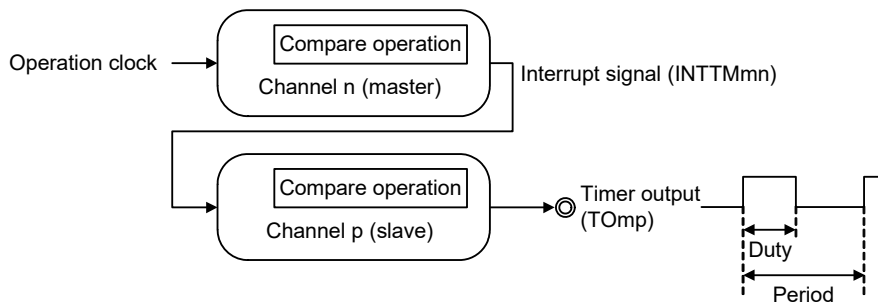 Compare operation
Operation clock
Channel n (master)
Interrupt signal (INTTMmn)
Compare operation
Channel p (slave)
Timer output
(TOmp)
Duty
Period